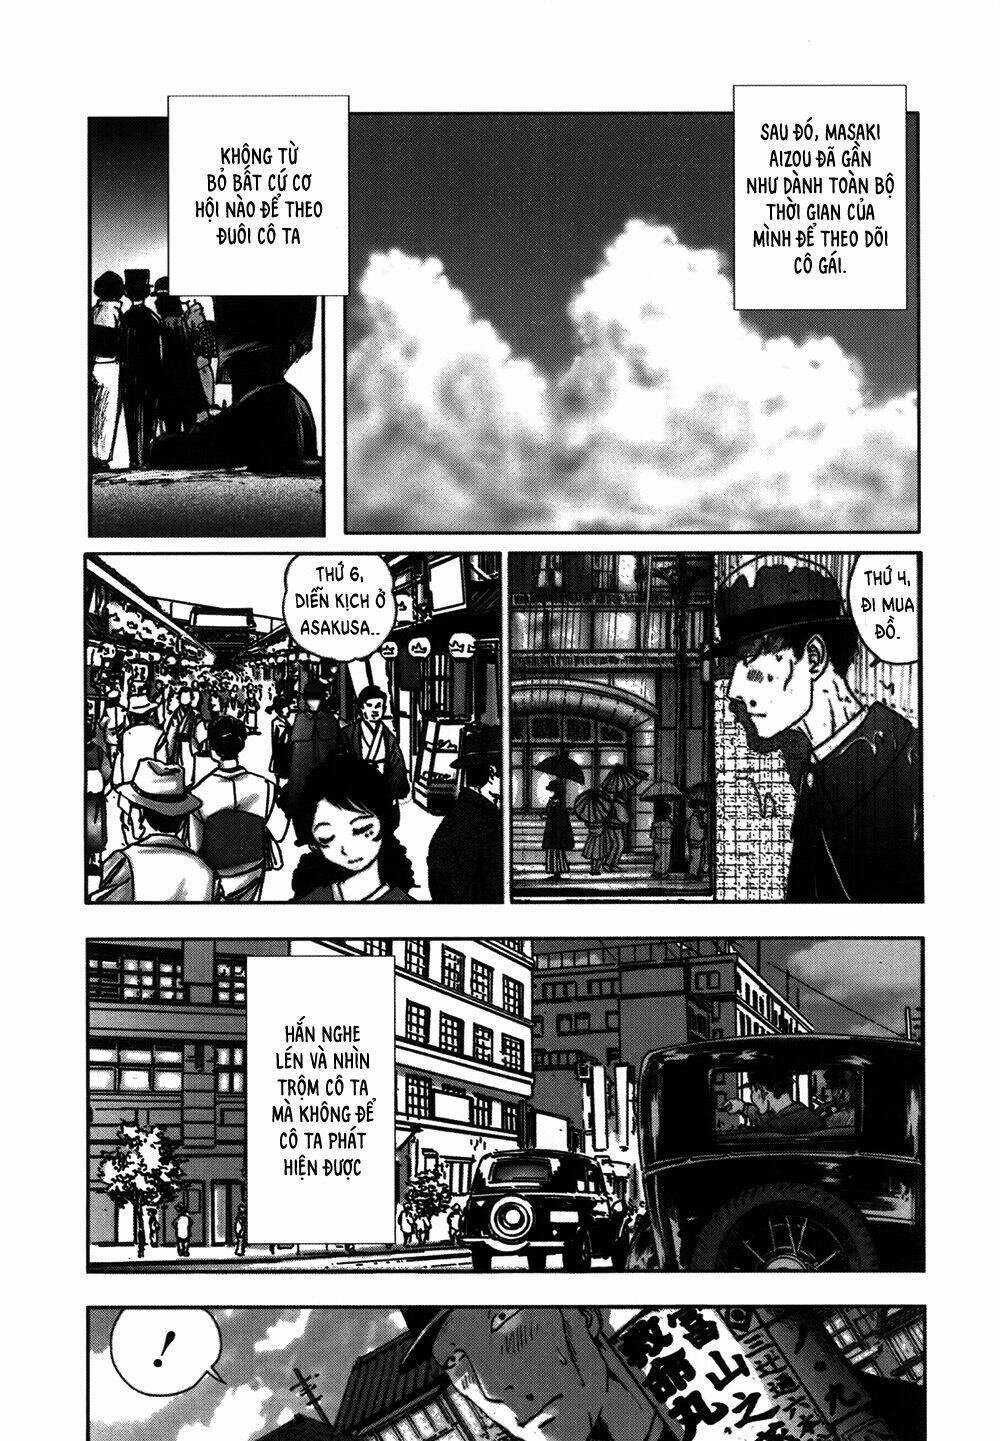 SAU ĐÓ, MASAKI
AIZOU ĐÃ GẦN
NHƯ DÀNH TOÀN BỘ
THỜI GIAN CỦA
MÌNH ĐỂ THEO DÕI
CÔ GÁI.
KHÔNG TỪ
BỎ BẤT CỨ CƠ
HỘI NÀO ĐỂ THEO
ĐUÔI CÔ TA
THỨ 4,
ĐI MUA
ĐỒ.
THỨ 6,
DIỄN KỊCH Ở
ASAKUSA..
HẮN NGHE
LÉN VÀ NHÌN
TRỘM CÔ TA
MÀ KHÔNG ĐỂ
CÔ TA PHÁT
HIỆN ĐƯỢC
!
富山之
救命丸